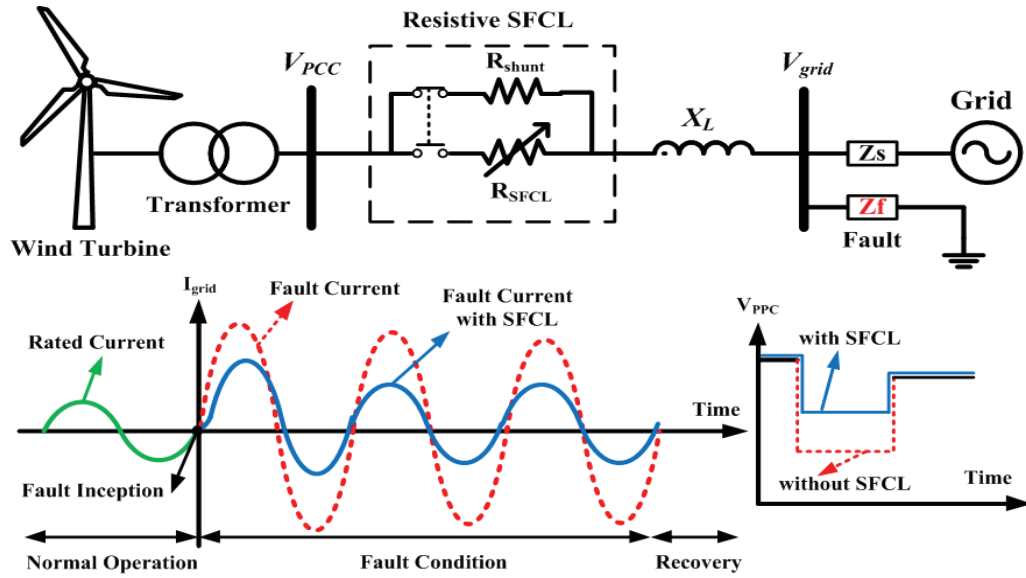 Resistive SFCL
V_PCC
R_shunt
V_grid
Grid
X_L
Zs
R_SFCL
Transformer
Zf
Wind Turbine
Fault
I_grid
Fault Current
Fault Current
with SFCL
V_PPC
Rated Current
with SFCL
Time
Fault Inception
Time
without SFCL
Normal Operation
Fault Condition
Recovery